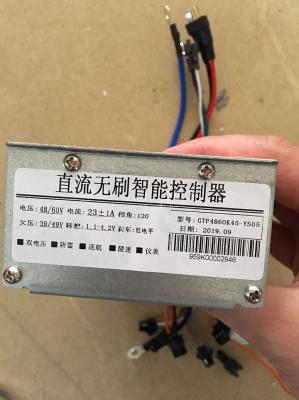 直流无刷智能控制器
电压: 48/60V 电流: 23±1A 相角: 120
型号: GTF4860K45-YS05
欠压: 39/49V 转把: 1.1-4.2V 刹车: 低电平
日期: 2019.09
■双电压 ■防盗 ■巡航 ■限速 ■仪表
959K00002946